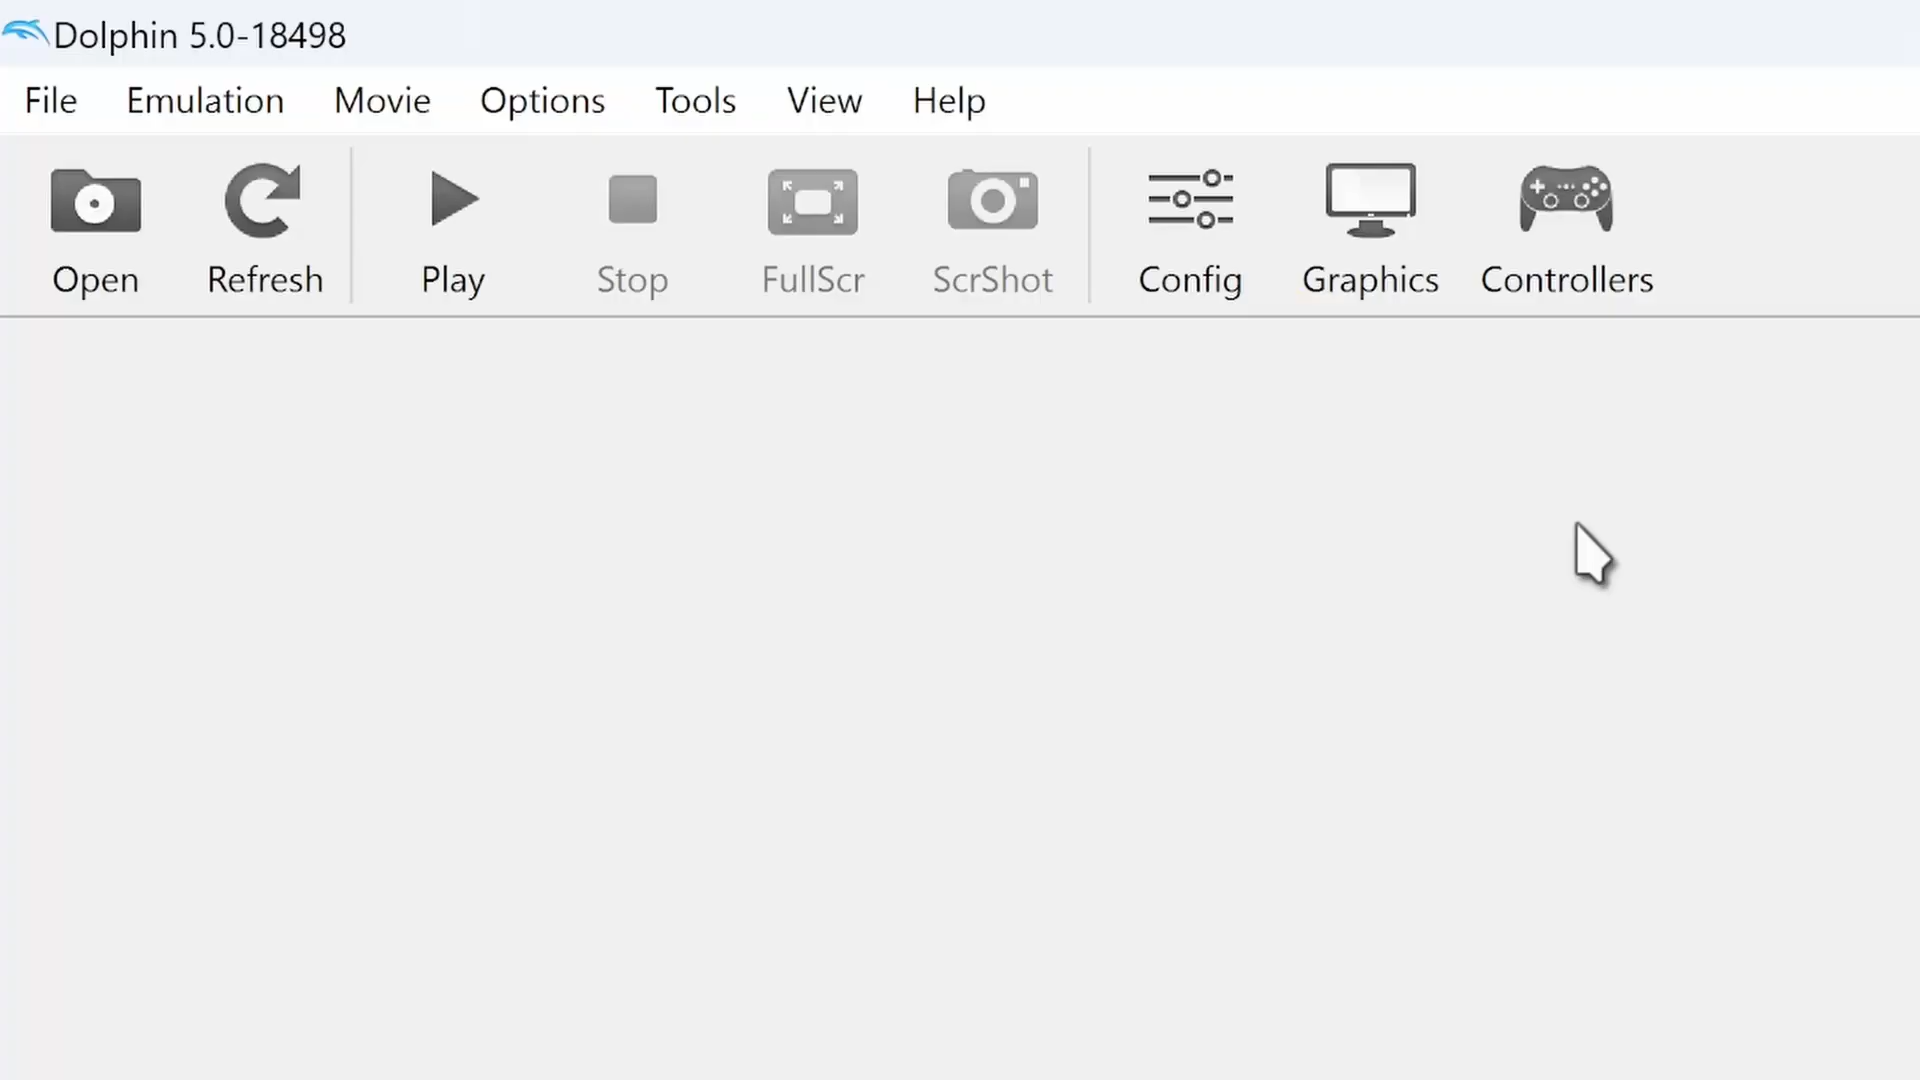 Dolphin 5.0-18498
File Emulation Movie Options Tools View Help
Open Refresh Play Stop FullScr ScrShot Config Graphics Controllers